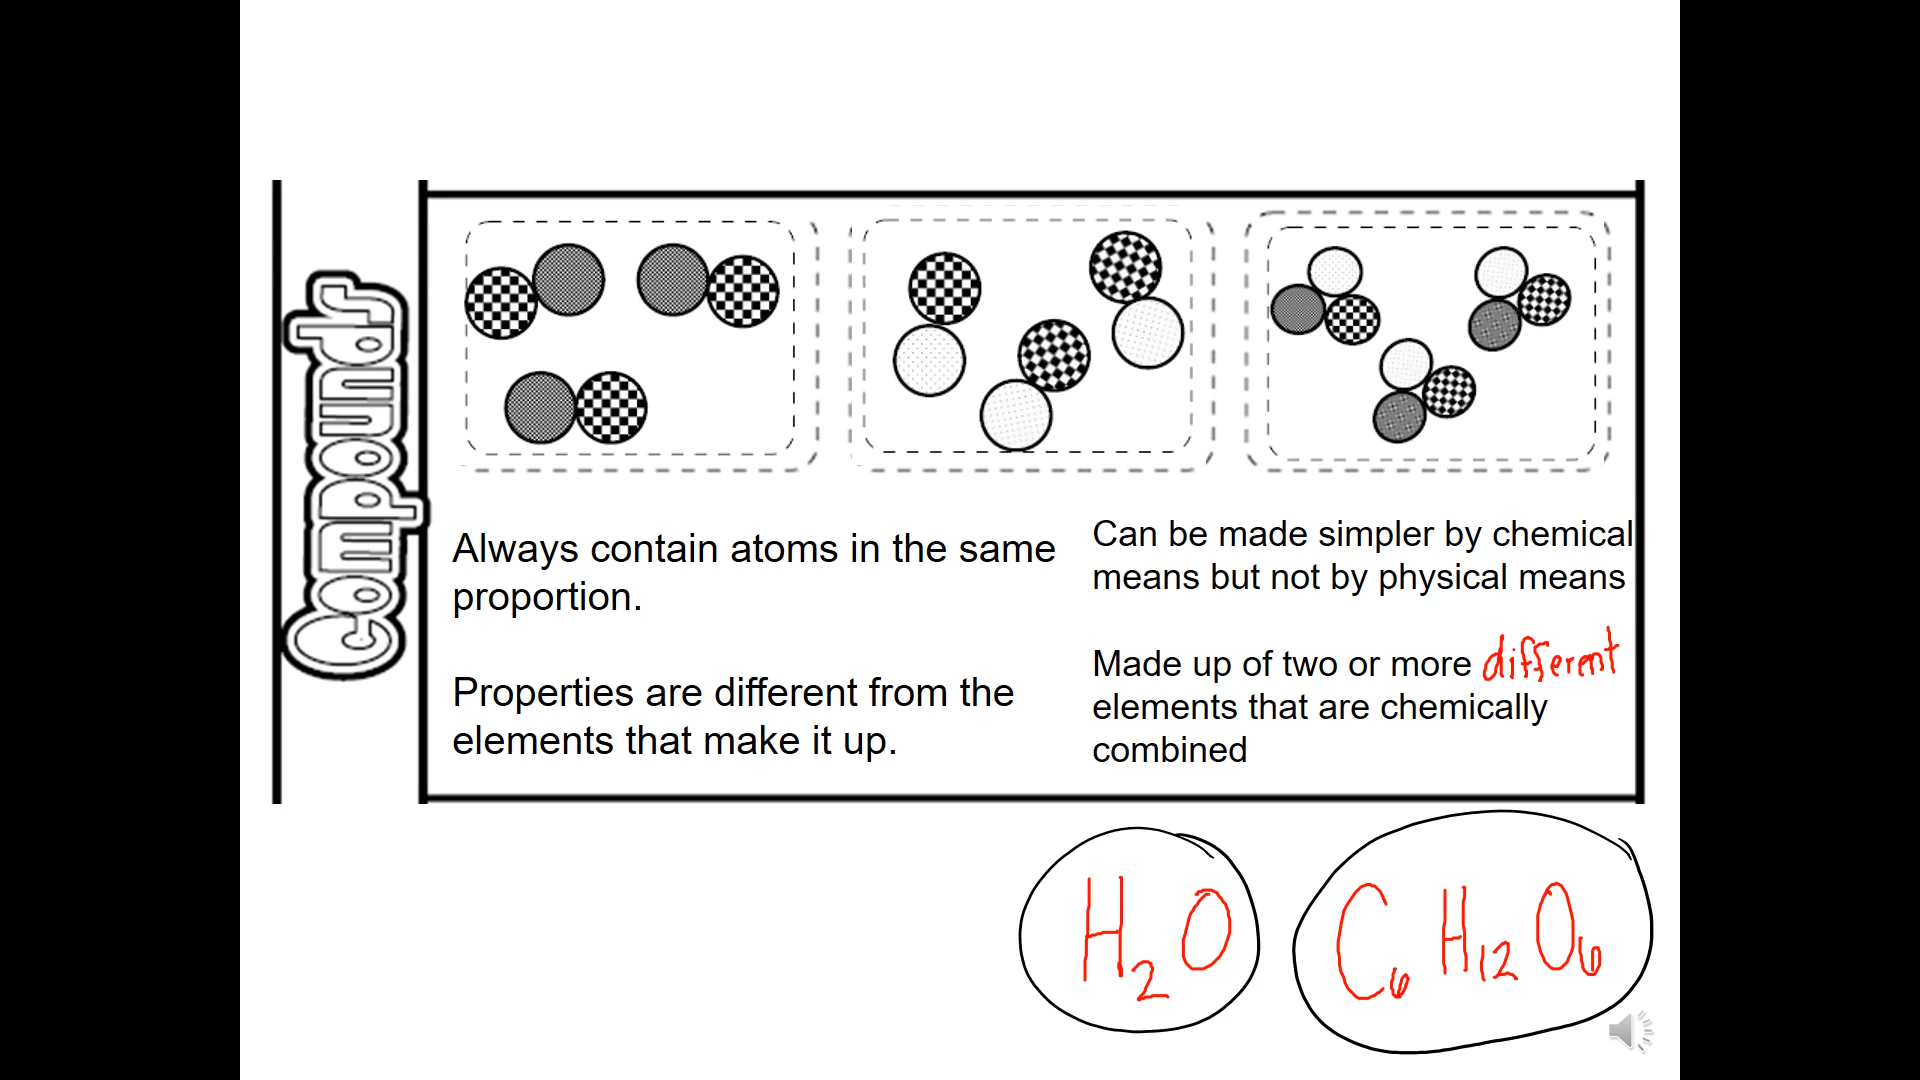 Compounds
Always contain atoms in the same
proportion.
Properties are different from the
elements that make it up.
Can be made simpler by chemical
means but not by physical means
Made up of two or more different
elements that are chemically
combined
H₂O
C₆H₁₂O₆